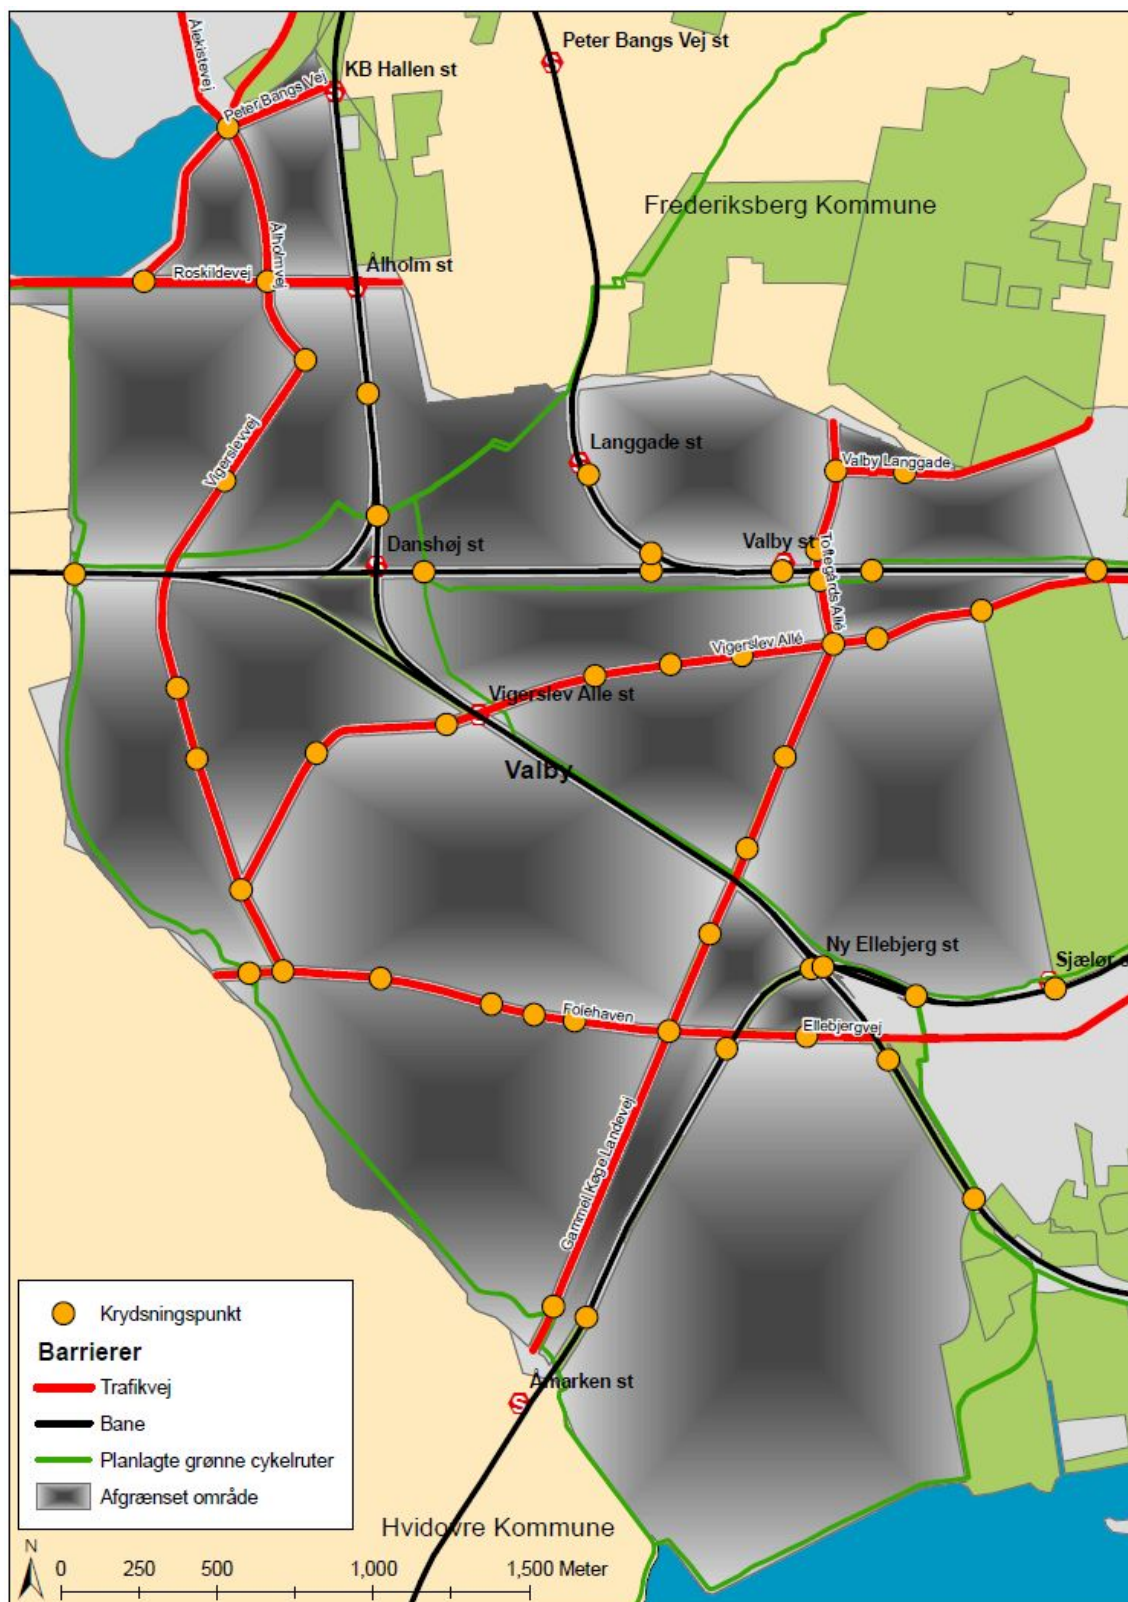 Peter Bangs Vej st
Ålekistevej
KB Hallen st
Peter Bangs Vej
Frederiksberg Kommune
Ålholmvej
Roskildevej
Ålholm st
Vigerslevvej
Langgade st
Valby Langgade
Danshøj st
Valby st
Toftegårds Allé
Vigerslev Allé
Vigerslev Alle st
Valby
Ny Ellebjerg st
Sjælør s
Folehaven
Ellebjergvej
Gammel Køge Landevej
Åmarken st
Hvidovre Kommune
Krydsningspunkt
Barrierer
Trafikvej
Bane
Planlagte grønne cykelruter
Afgrænset område
N
0 500 1,000 1,500 Meter